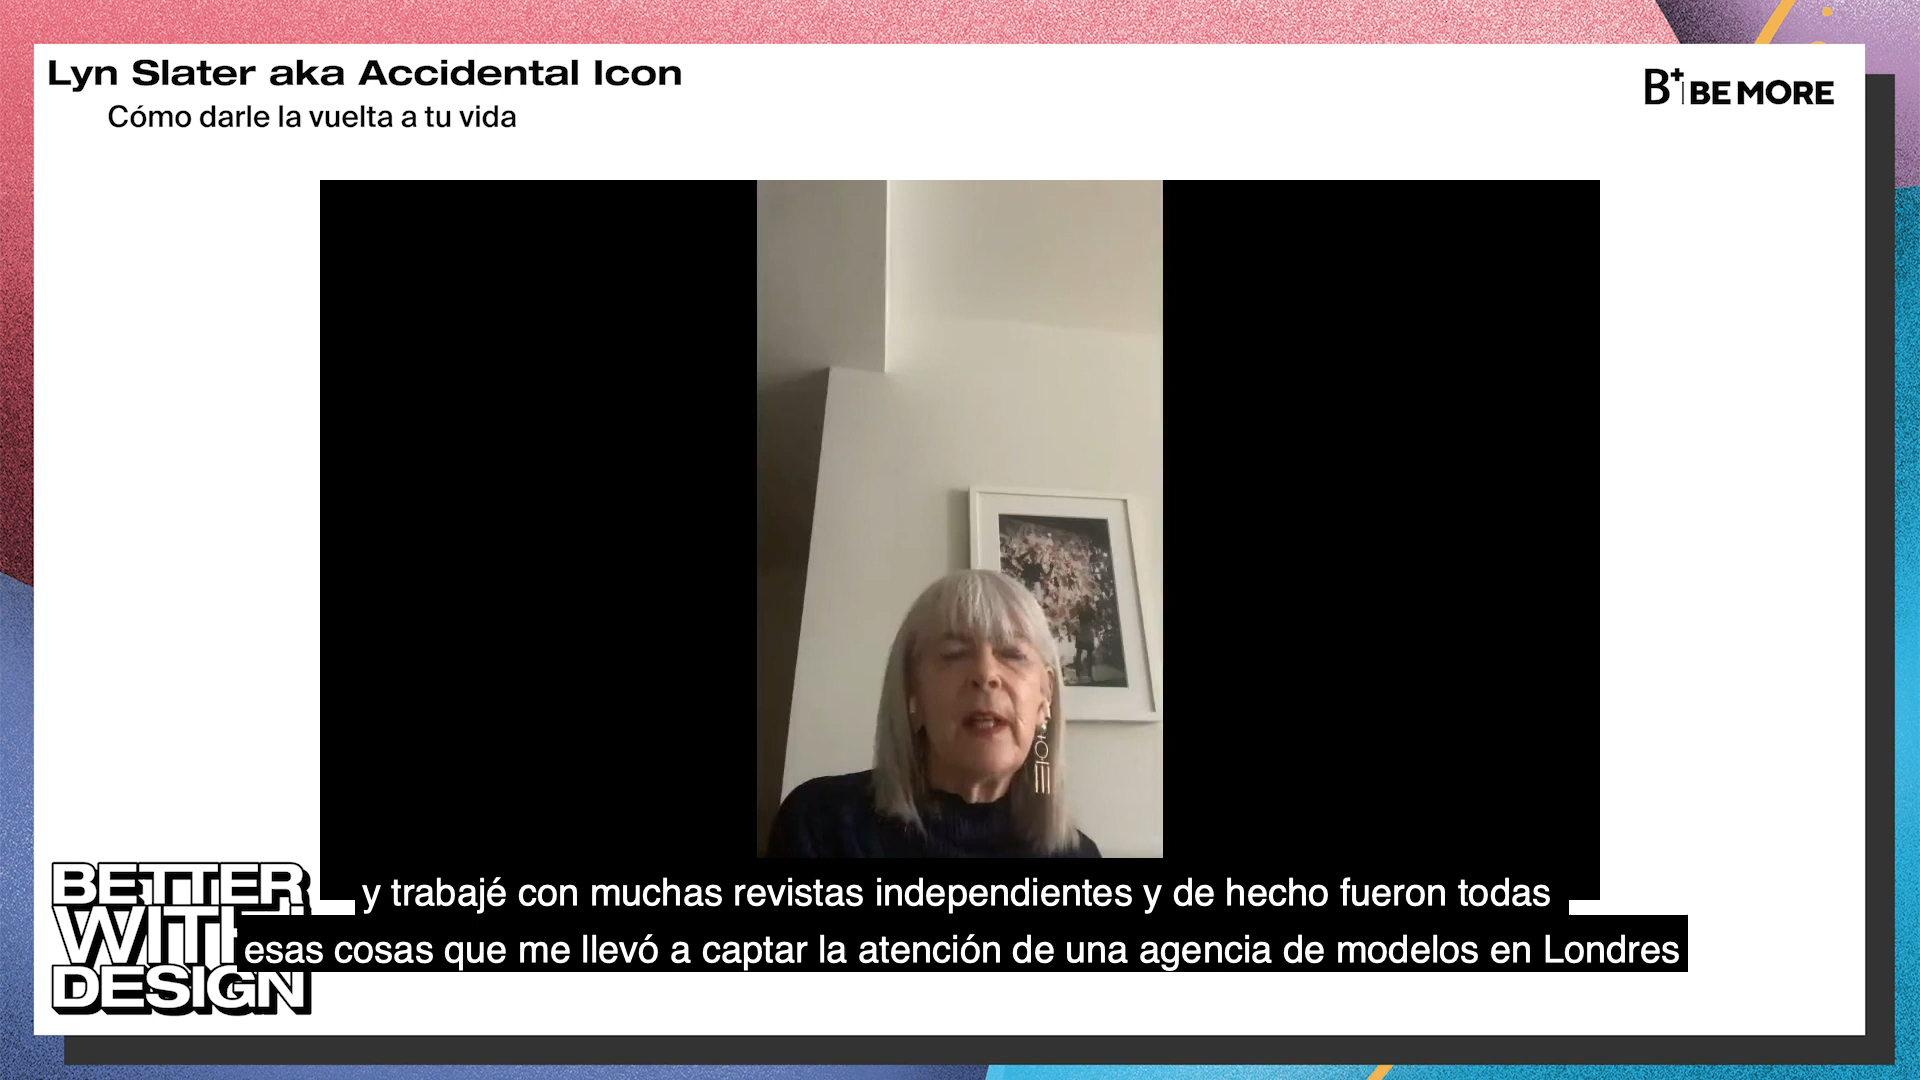 Lyn Slater aka Accidental Icon
Cómo darle la vuelta a tu vida
B+ BE MORE
y trabajé con muchas revistas independientes y de hecho fueron todas
esas cosas que me llevó a captar la atención de una agencia de modelos en Londres
BETTER
WITH
DESIGN